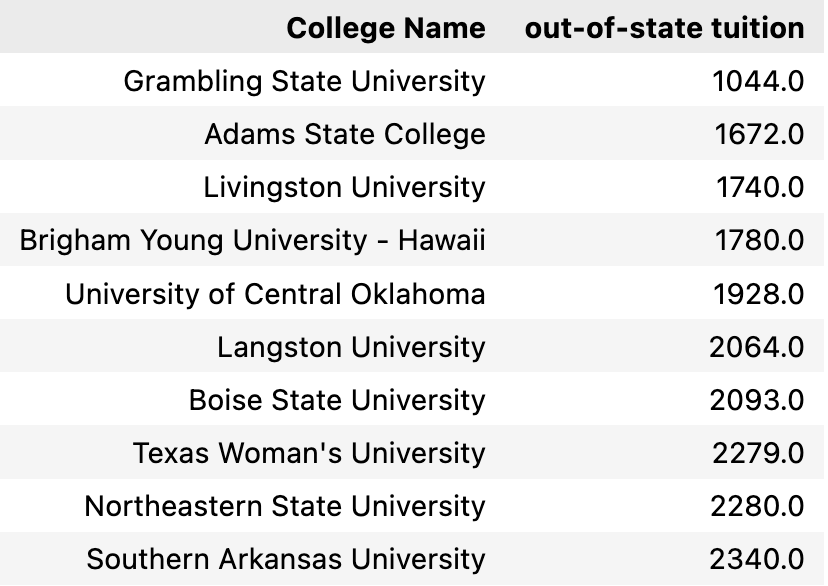 College Name out-of-state tuition
Grambling State University 1044.0
Adams State College 1672.0
Livingston University 1740.0
Brigham Young University - Hawaii 1780.0
University of Central Oklahoma 1928.0
Langston University 2064.0
Boise State University 2093.0
Texas Woman's University 2279.0
Northeastern State University 2280.0
Southern Arkansas University 2340.0